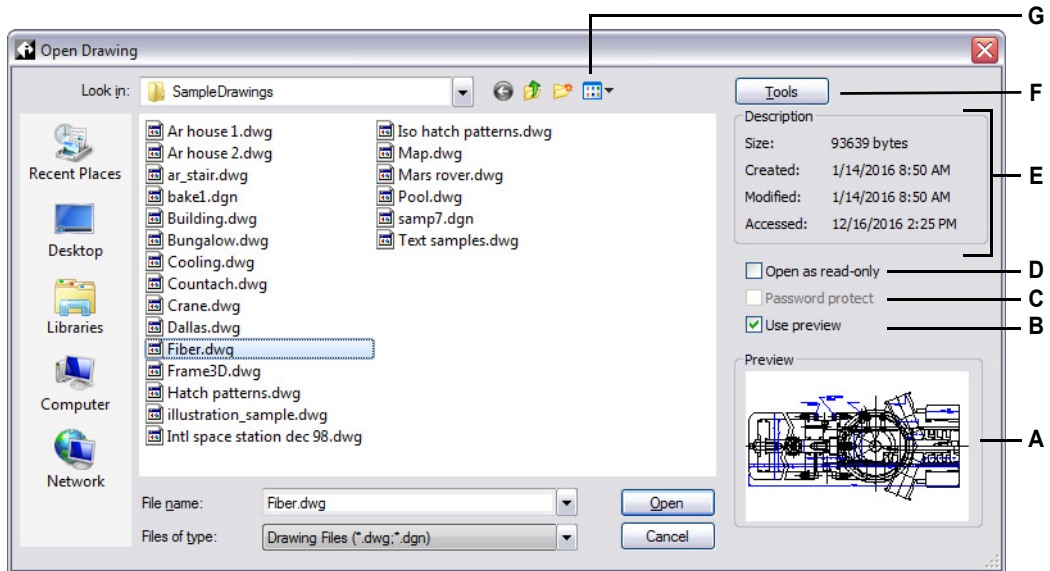 G
Open Drawing
Look in: SampleDrawings
Tools
F
Recent Places
Desktop
Libraries
Computer
Network
Ar house 1.dwg
Ar house 2.dwg
ar_stair.dwg
bake1.dgn
Building.dwg
Bungalow.dwg
Cooling.dwg
Countach.dwg
Crane.dwg
Dallas.dwg
Fiber.dwg
Frame3D.dwg
Hatch patterns.dwg
illustration_sample.dwg
Intl space station dec 98.dwg
Iso hatch patterns.dwg
Map.dwg
Mars rover.dwg
Pool.dwg
samp7.dgn
Text samples.dwg
Description
Size: 93639 bytes
Created: 1/14/2016 8:50 AM
Modified: 1/14/2016 8:50 AM
Accessed: 12/16/2016 2:25 PM
E
Open as read-only
D
Password protect
C
Use preview
B
Preview
A
File name: Fiber.dwg
Open
Files of type: Drawing Files (*.dwg;*.dgn)
Cancel